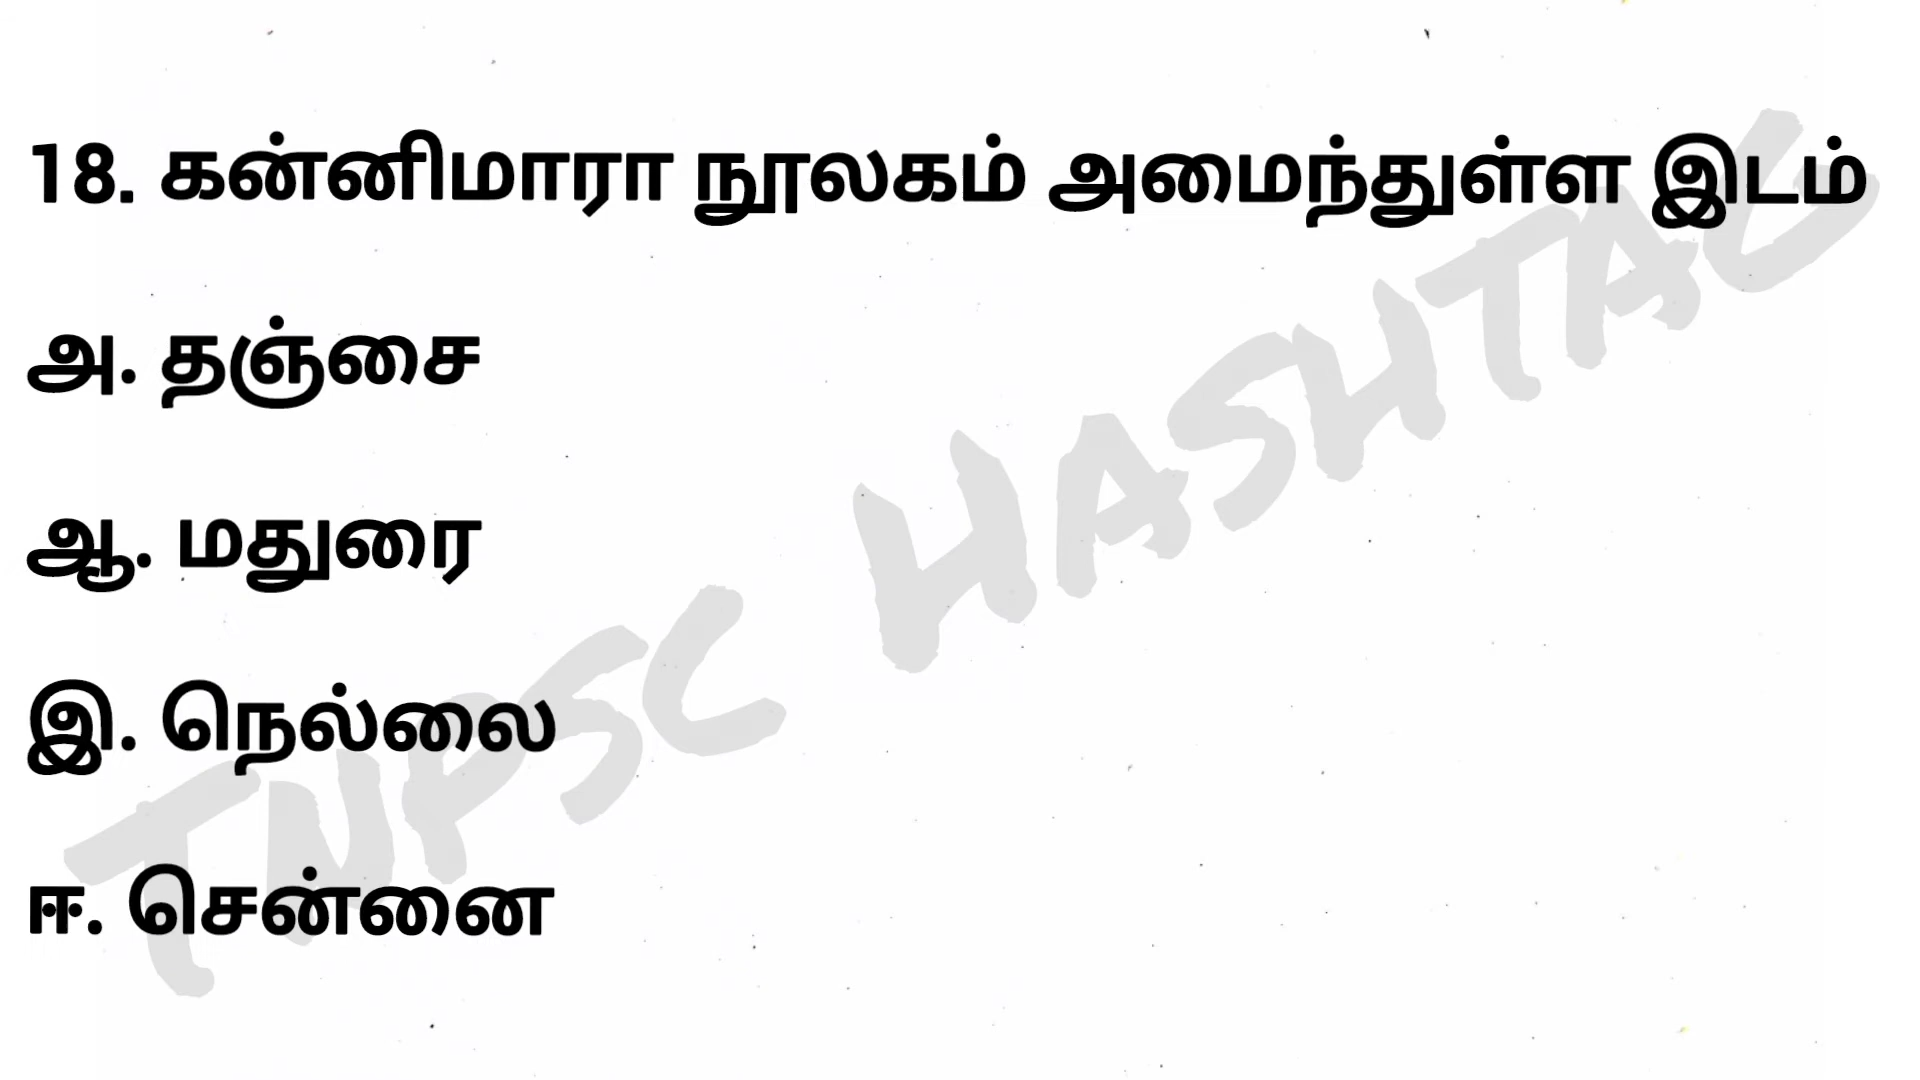 18. கன்னிமாரா நூலகம் அமைந்துள்ள இடம்
அ. தஞ்சை
ஆ. மதுரை
இ. நெல்லை
ஈ. சென்னை
TNPSC HASHTAG